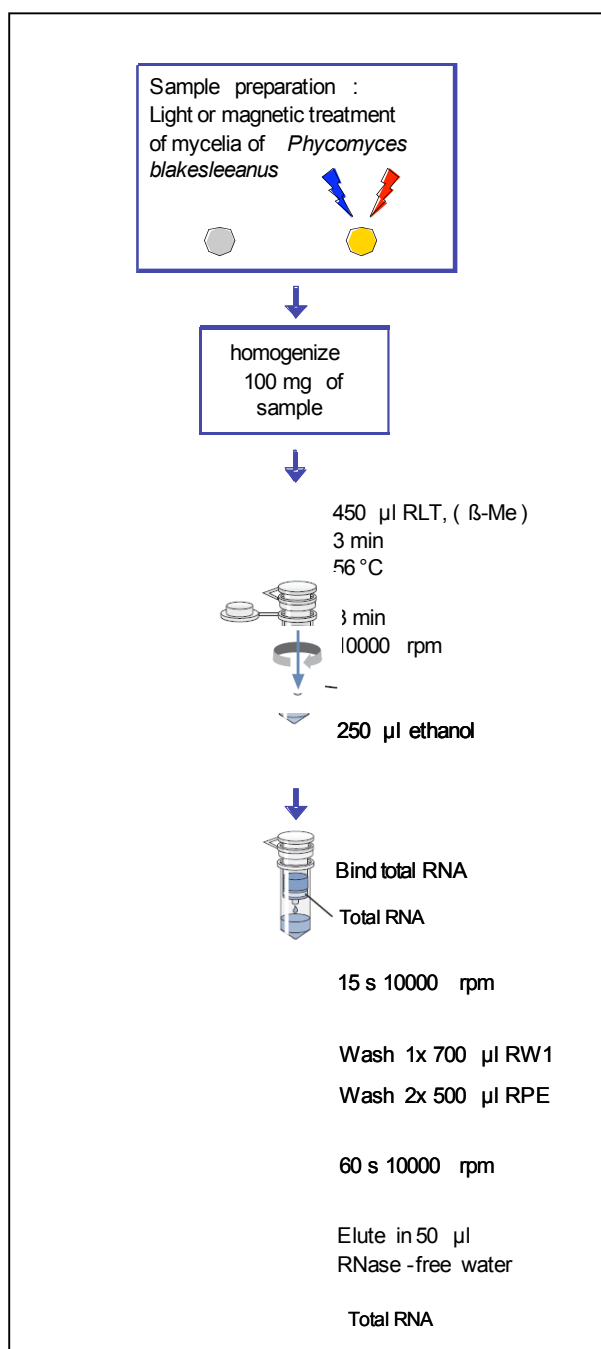 Sample preparation :
Light or magnetic treatment
of mycelia of Phycomyces
blakesleeanus
homogenize
100 mg of
sample
450 µl RLT, ( ß-Me )
3 min
56 °C
3 min
10000 rpm
250 µl ethanol
Bind total RNA
Total RNA
15 s 10000 rpm
Wash 1x 700 µl RW1
Wash 2x 500 µl RPE
60 s 10000 rpm
Elute in 50 µl
RNase -free water
Total RNA